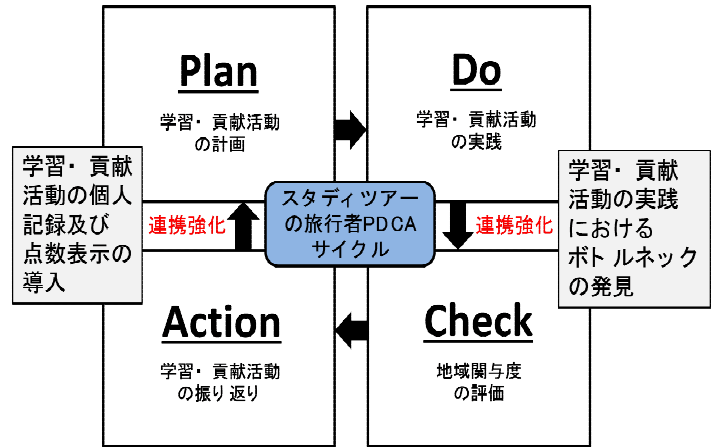 Plan
学習・貢献活動
の計画
Do
学習・貢献活動
の実践
学習・貢献
活動の個人
記録及び
点数表示の
導入
連携強化
スタディツアー
の旅行者PDCA
サイクル
連携強化
学習・貢献
活動の実践
における
ボトルネック
の発見
Action
学習・貢献活動
の振り返り
Check
地域関与度
の評価